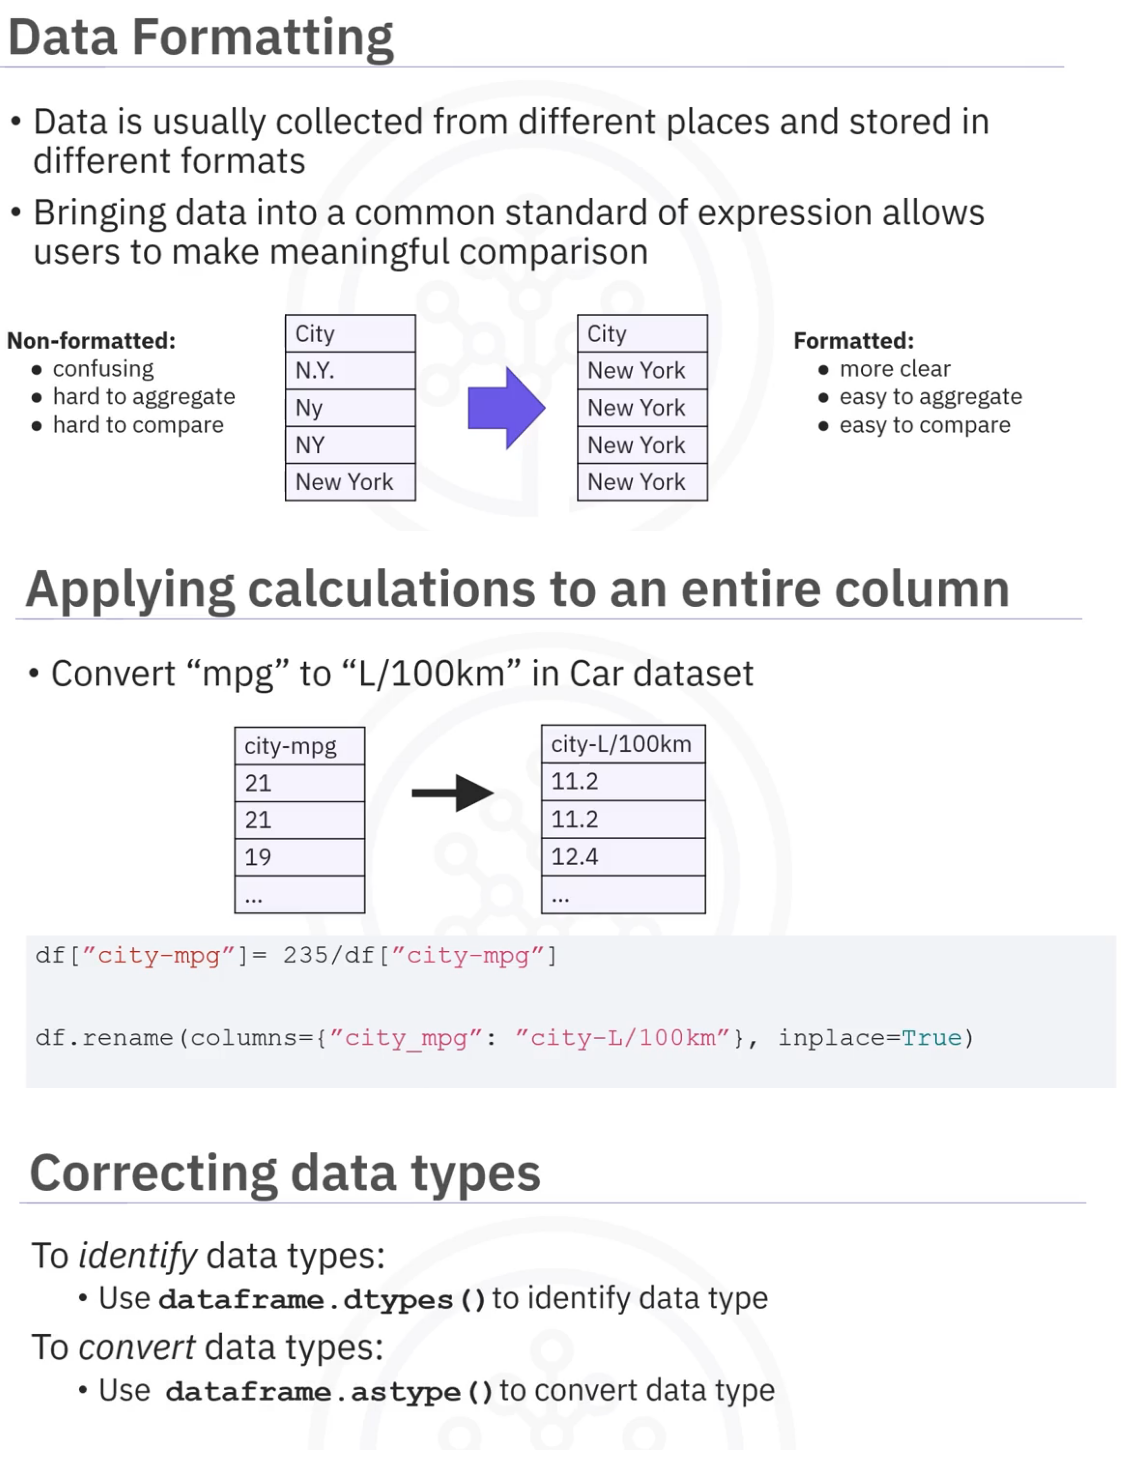 Data Formatting
• Data is usually collected from different places and stored in
different formats
• Bringing data into a common standard of expression allows
users to make meaningful comparison
Non-formatted:
• confusing
• hard to aggregate
• hard to compare
City
N.Y.
Ny
NY
New York
City
New York
New York
New York
New York
Formatted:
• more clear
• easy to aggregate
• easy to compare
Applying calculations to an entire column
• Convert “mpg” to “L/100km” in Car dataset
city-mpg
21
21
19
...
city-L/100km
11.2
11.2
12.4
...
df[”city-mpg”]= 235/df[”city-mpg”]
df.rename(columns={”city_mpg”: ”city-L/100km”}, inplace=True)
Correcting data types
To identify data types:
• Use dataframe.dtypes() to identify data type
To convert data types:
• Use dataframe.astype() to convert data type